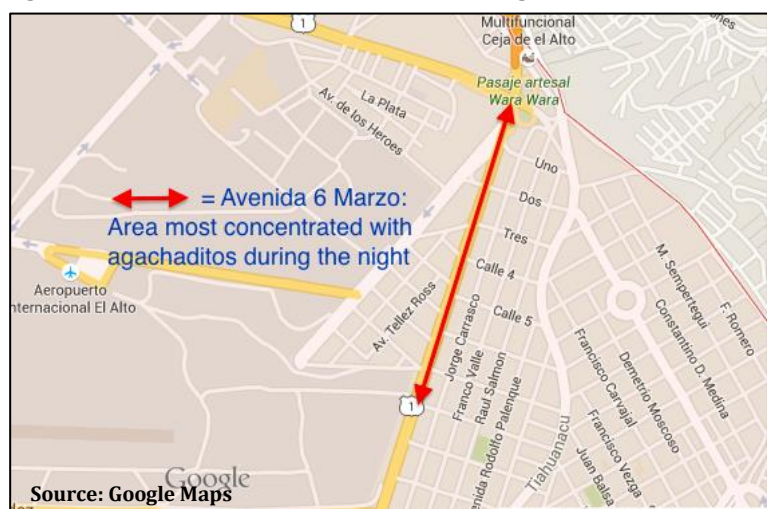 1
Multifuncional
Ceja de el Alto
Pasaje artesal
Wara Wara
La Plata
Av. de los Heroes
Uno
= Avenida 6 Marzo:
Area most concentrated with
agachaditos during the night
Dos
Tres
Calle 4
Calle 5
Aeropuerto
nternacional El Alto
Av. Tellez Ross
Jorge Carrasco
Franco Valle
Raul Salmon
enida Rodolfo Palenque
M. Sempertegui
F. Romero
Constantino D. Medina
Demetrio Moscoso
Francisco Carvajal
Francisco Vezga
Juan Balsa
Tiahuanacu
1
Google
Source: Google Maps